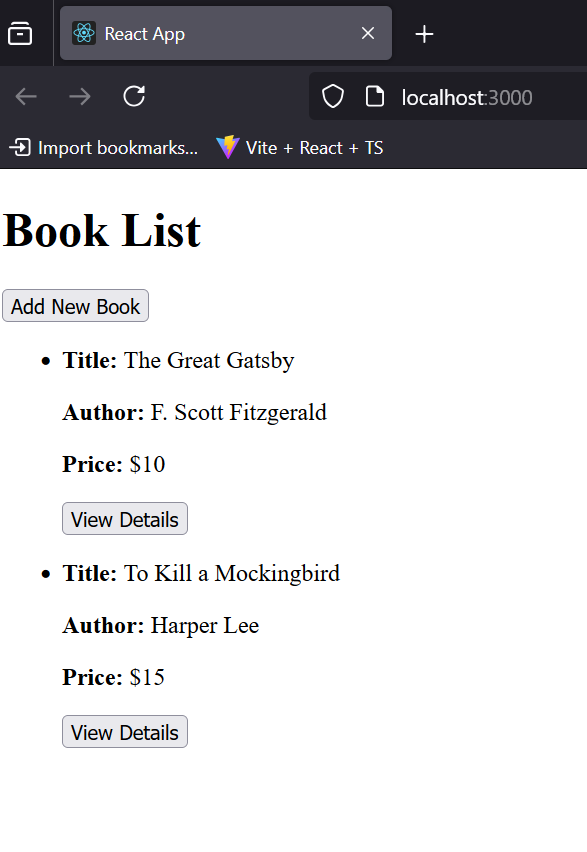 React App
localhost:3000
Import bookmarks... Vite + React + TS
Book List
Add New Book
Title: The Great Gatsby
Author: F. Scott Fitzgerald
Price: $10
View Details
Title: To Kill a Mockingbird
Author: Harper Lee
Price: $15
View Details